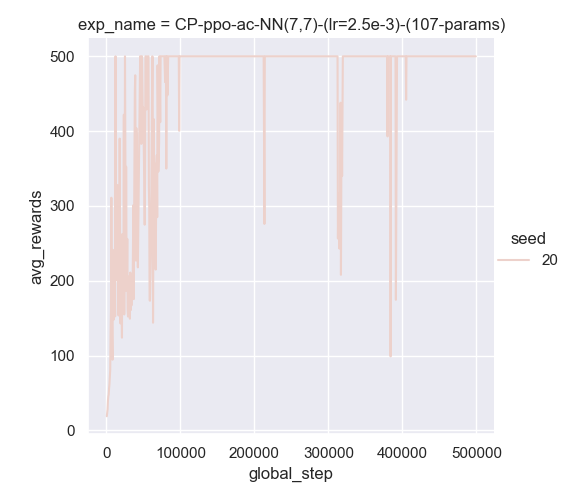 exp_name = CP-ppo-ac-NN(7,7)-(lr=2.5e-3)-(107-params)
500
400
300
200
100
0
avg_rewards
seed
20
0 100000 200000 300000 400000 500000
global_step